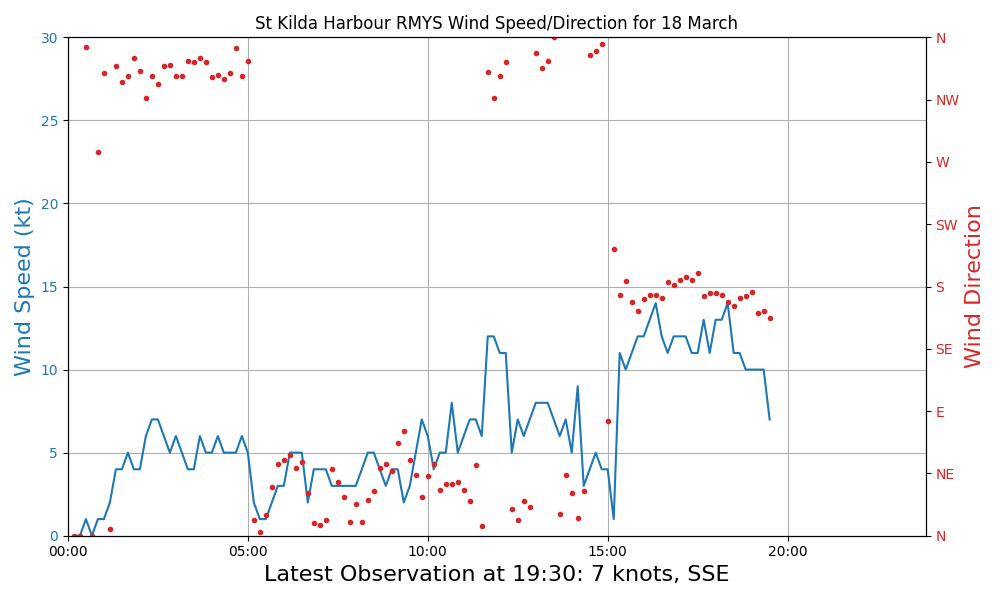 St Kilda Harbour RMYS Wind Speed/Direction for 18 March
30
25
20
15
10
5
0
Wind Speed (kt)
N
NW
W
SW
S
SE
E
NE
N
Wind Direction
00:00 05:00 10:00 15:00 20:00
Latest Observation at 19:30: 7 knots, SSE